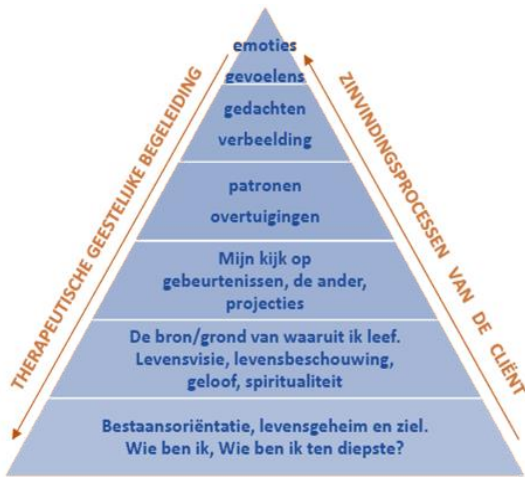 THERAPEUTISCHE GEESTELIJKE BEGELEIDING
ZINVINDINGSPROCESSEN VAN DE CLIËNT
emoties
gevoelens
gedachten
verbeelding
patronen
overtuigingen
Mijn kijk op
gebeurtenissen, de ander,
projecties
De bron/grond van waaruit ik leef.
Levensvisie, levensbeschouwing,
geloof, spiritualiteit
Bestaansoriëntatie, levensgeheim en ziel.
Wie ben ik, Wie ben ik ten diepste?